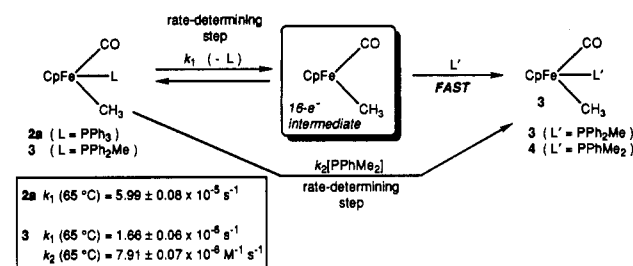 rate-determining
step
k₁ (- L)
CO
CpFe
L
CH₃
CO
CpFe
CH₃
16-e⁻
intermediate
L'
FAST
CO
CpFe
L'
3
CH₃
2a ( L = PPh₃)
3 ( L = PPh₂Me)
3 ( L' = PPh₂Me)
4 ( L' = PPhMe₂)
k₂[PPhMe₂]
rate-determining
step
2a k₁ (65 °C) = 5.99 ± 0.08 x 10⁻⁵ s⁻¹
3 k₁ (65 °C) = 1.66 ± 0.06 x 10⁻⁶ s⁻¹
k₂ (65 °C) = 7.91 ± 0.07 x 10⁻⁶ M⁻¹ s⁻¹